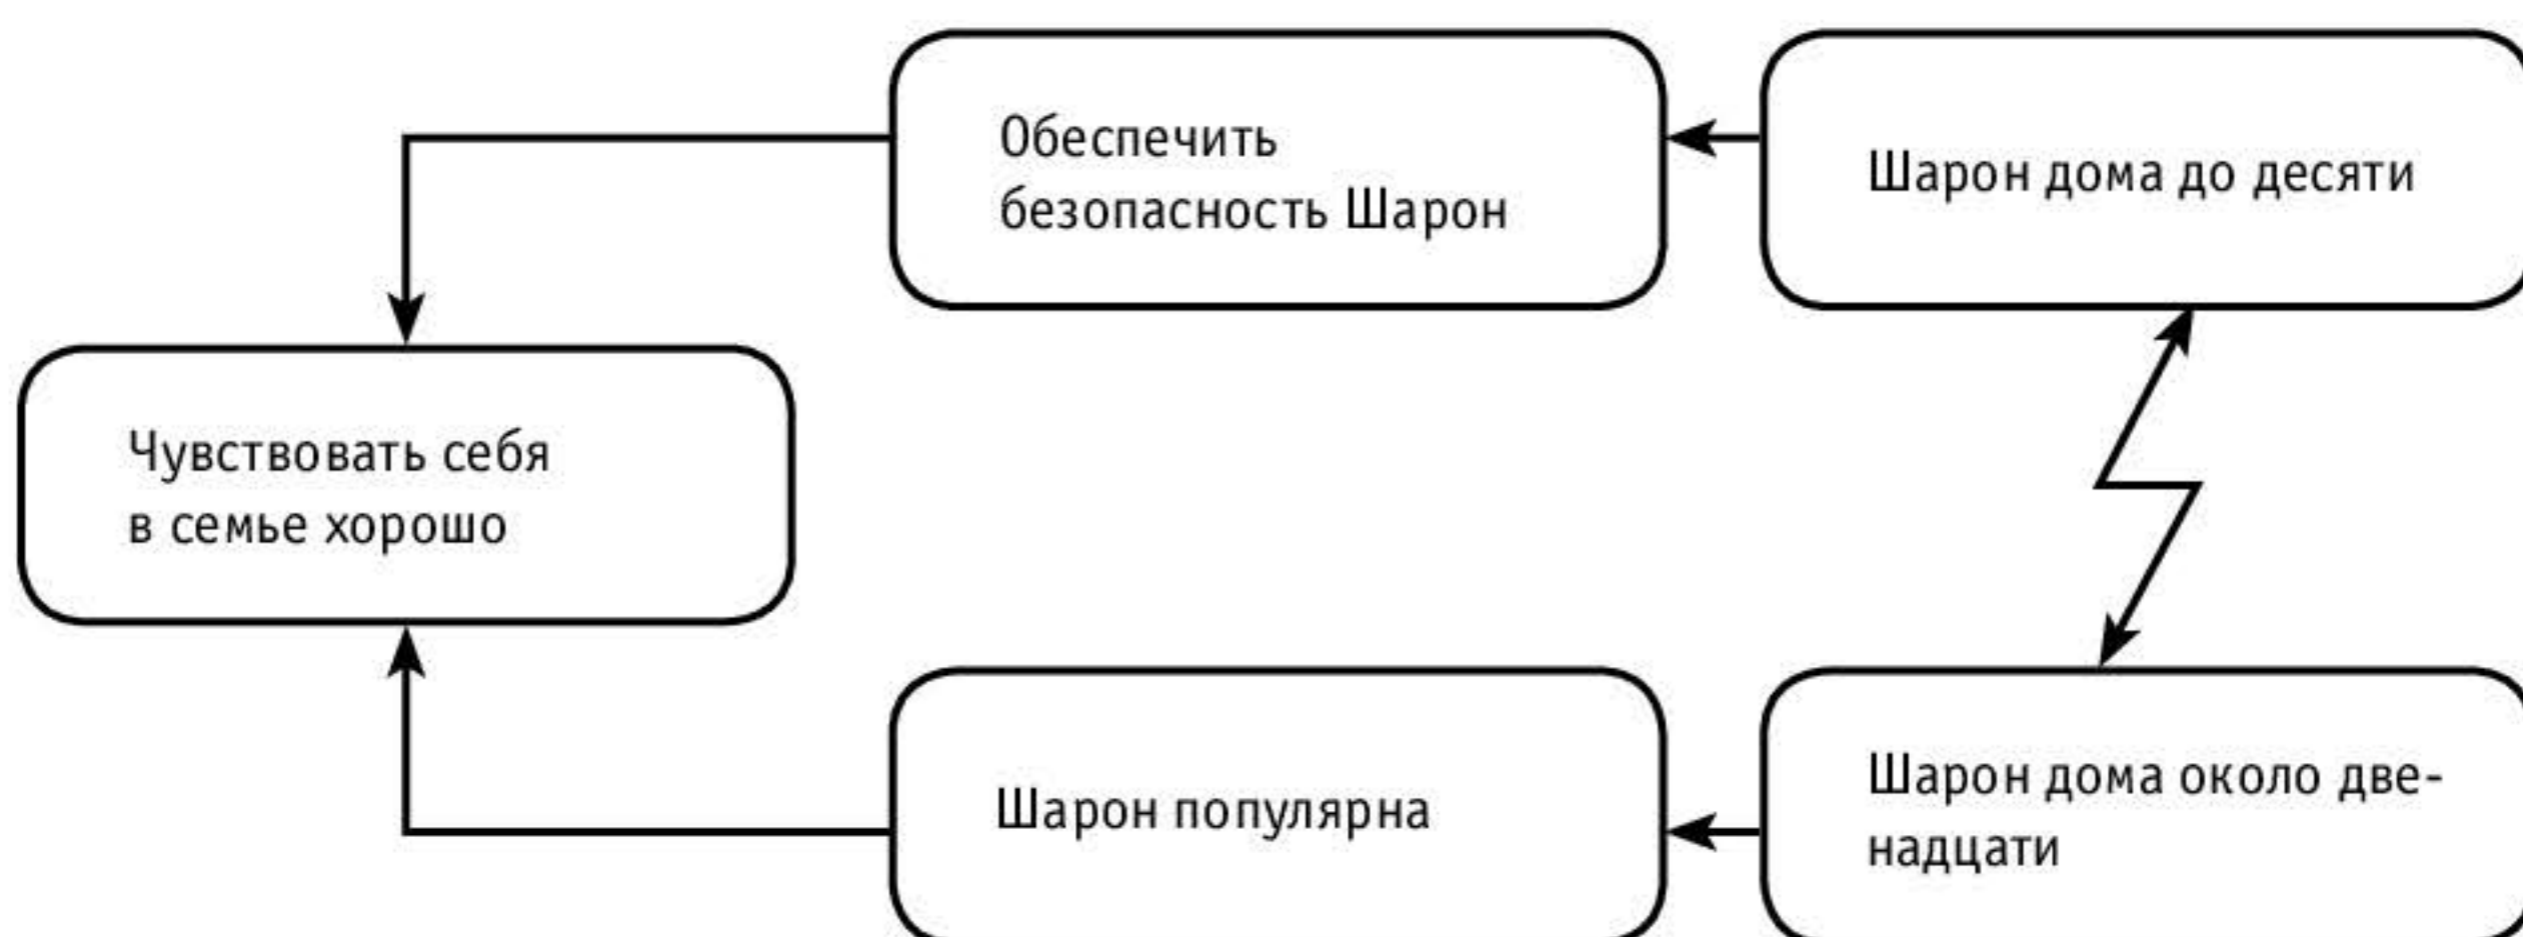 Обеспечить
безопасность Шарон
Шарон дома до десяти
Чувствовать себя
в семье хорошо
Шарон популярна
Шарон дома около две-
надцати